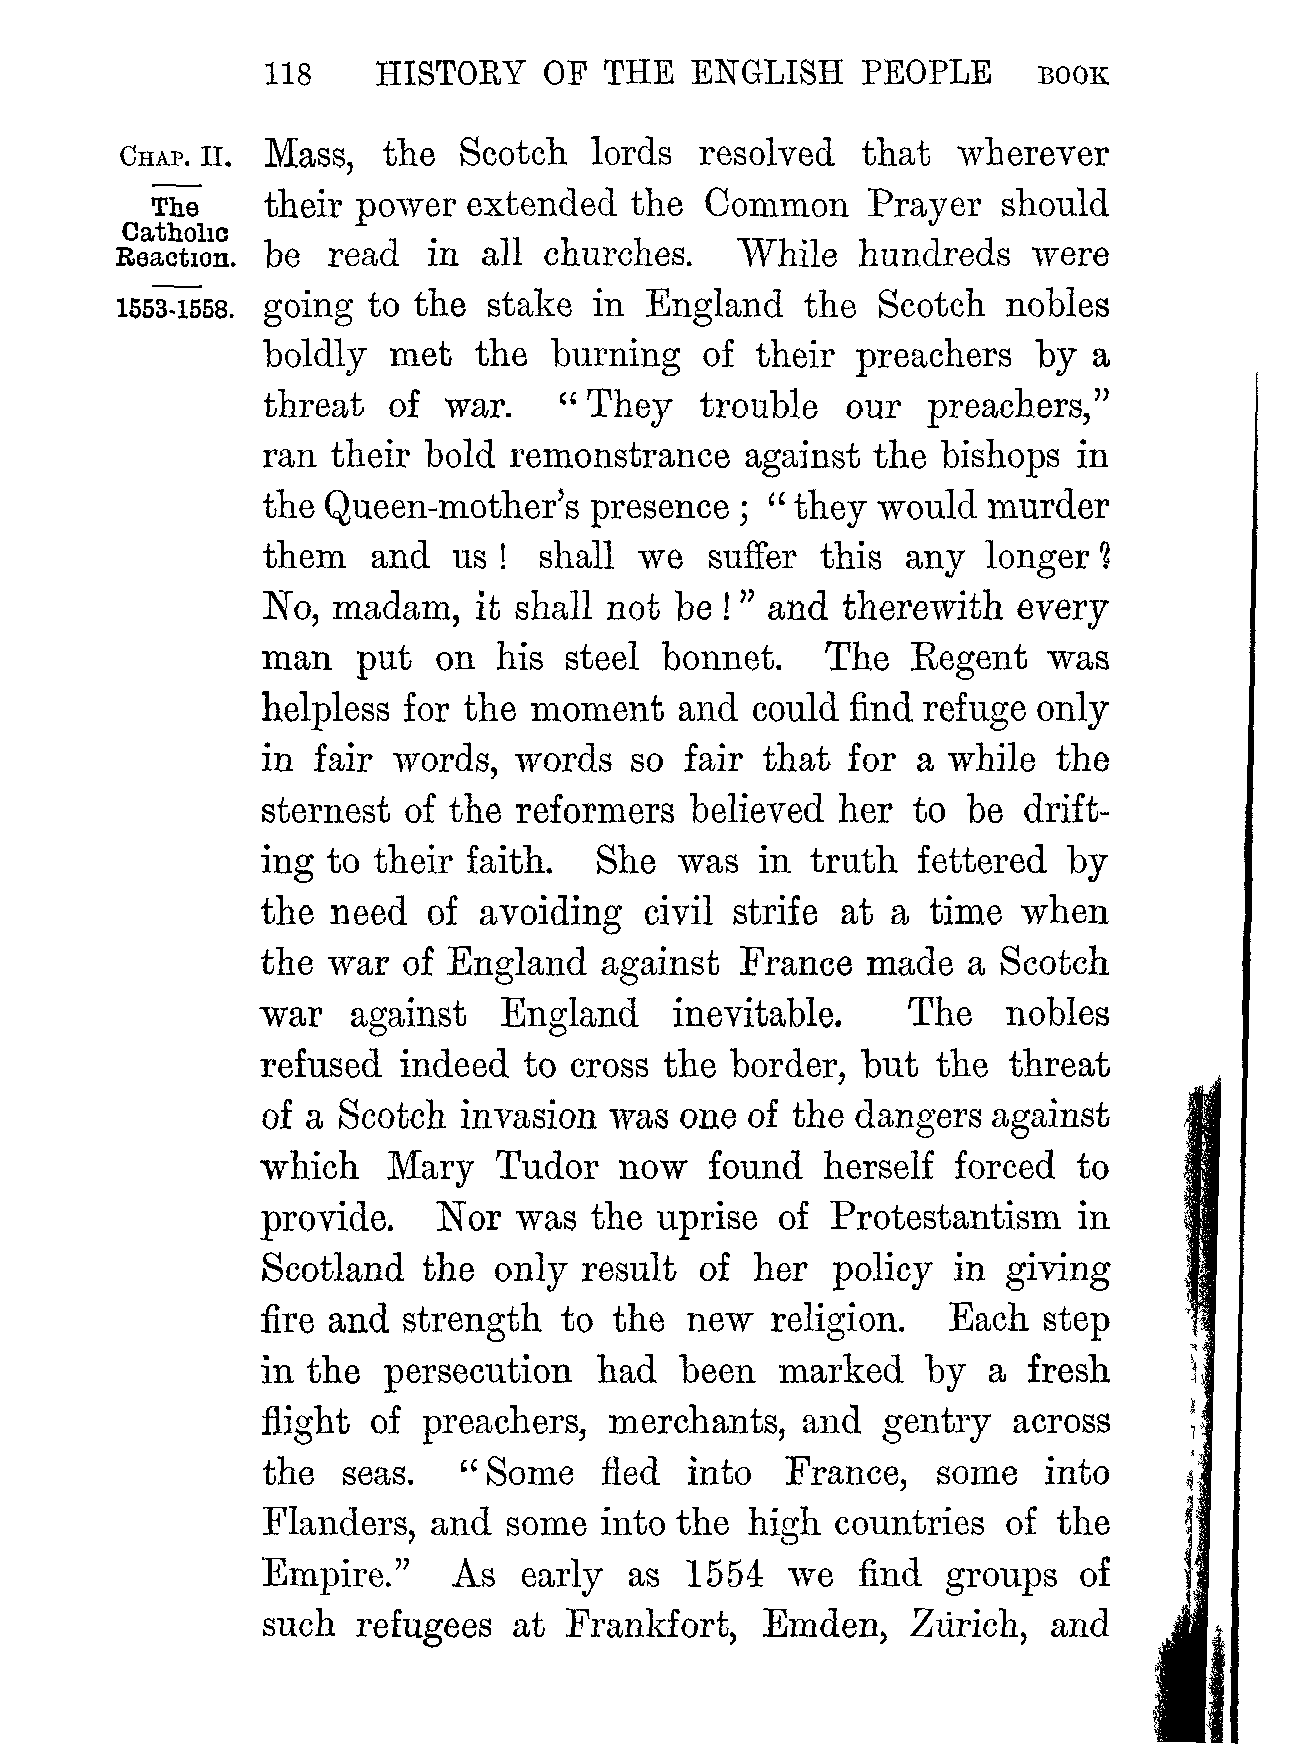 118 HISTORY OF THE ENGLISH PEOPLE BOOK
CHAP. II.
The
Catholic
Reaction.
1553-1558.
Mass, the Scotch lords resolved that wherever
their power extended the Common Prayer should
be read in all churches. While hundreds were
going to the stake in England the Scotch nobles
boldly met the burning of their preachers by a
threat of war. “They trouble our preachers,”
ran their bold remonstrance against the bishops in
the Queen-mother’s presence; “they would murder
them and us! shall we suffer this any longer?
No, madam, it shall not be!” and therewith every
man put on his steel bonnet. The Regent was
helpless for the moment and could find refuge only
in fair words, words so fair that for a while the
sternest of the reformers believed her to be drift-
ing to their faith. She was in truth fettered by
the need of avoiding civil strife at a time when
the war of England against France made a Scotch
war against England inevitable. The nobles
refused indeed to cross the border, but the threat
of a Scotch invasion was one of the dangers against
which Mary Tudor now found herself forced to
provide. Nor was the uprise of Protestantism in
Scotland the only result of her policy in giving
fire and strength to the new religion. Each step
in the persecution had been marked by a fresh
flight of preachers, merchants, and gentry across
the seas. “Some fled into France, some into
Flanders, and some into the high countries of the
Empire.” As early as 1554 we find groups of
such refugees at Frankfort, Emden, Zürich, and